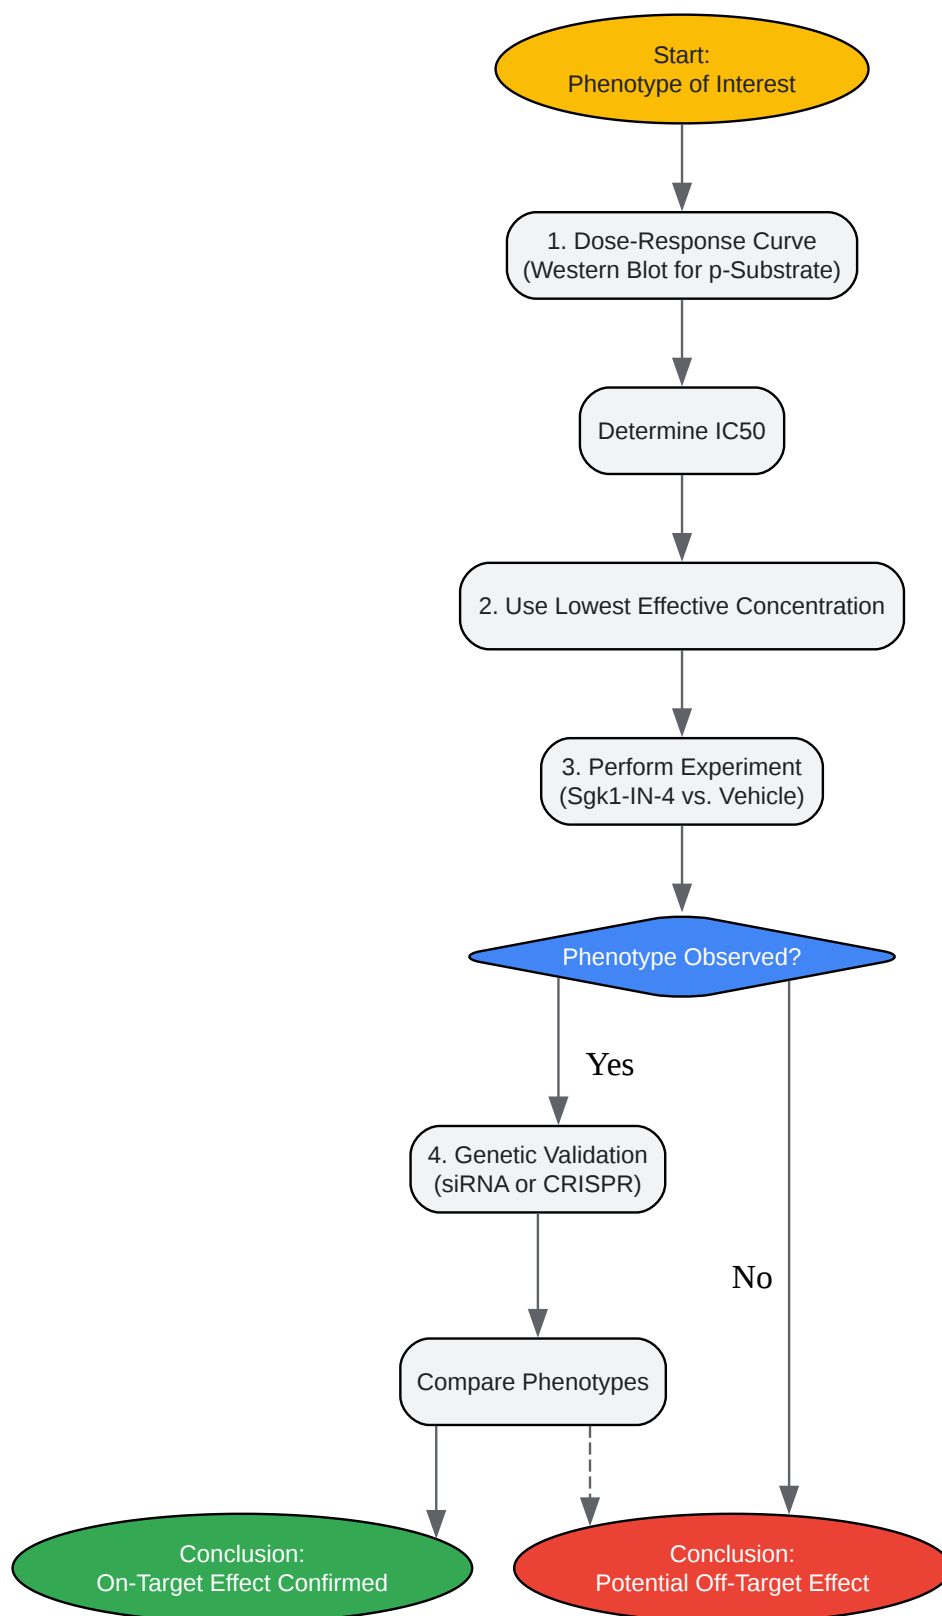 Start:
Phenotype of Interest
1. Dose-Response Curve
(Western Blot for p-Substrate)
Determine IC50
2. Use Lowest Effective Concentration
3. Perform Experiment
(Sgk1-IN-4 vs. Vehicle)
Phenotype Observed?
Yes
4. Genetic Validation
(siRNA or CRISPR)
No
Compare Phenotypes
Conclusion:
On-Target Effect Confirmed
Conclusion:
Potential Off-Target Effect